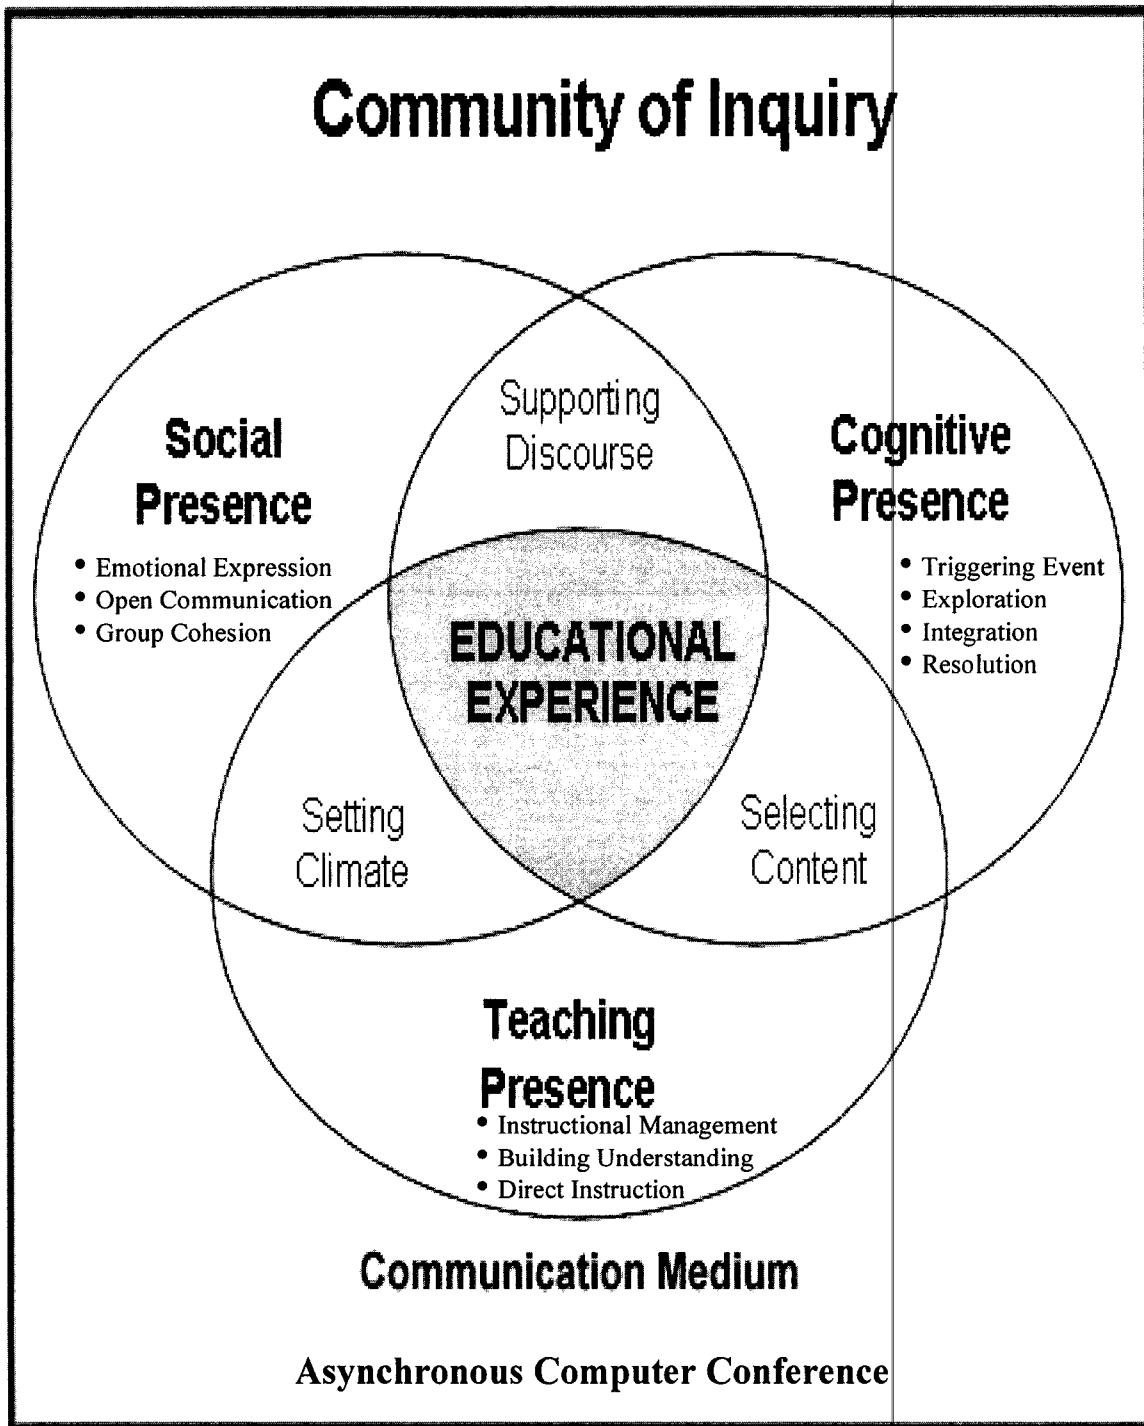 Community of Inquiry
Supporting
Discourse
Social
Presence
• Emotional Expression
• Open Communication
• Group Cohesion
Cognitive
Presence
• Triggering Event
• Exploration
• Integration
• Resolution
EDUCATIONAL
EXPERIENCE
Setting
Climate
Selecting
Content
Teaching
Presence
• Instructional Management
• Building Understanding
• Direct Instruction
Communication Medium
Asynchronous Computer Conference